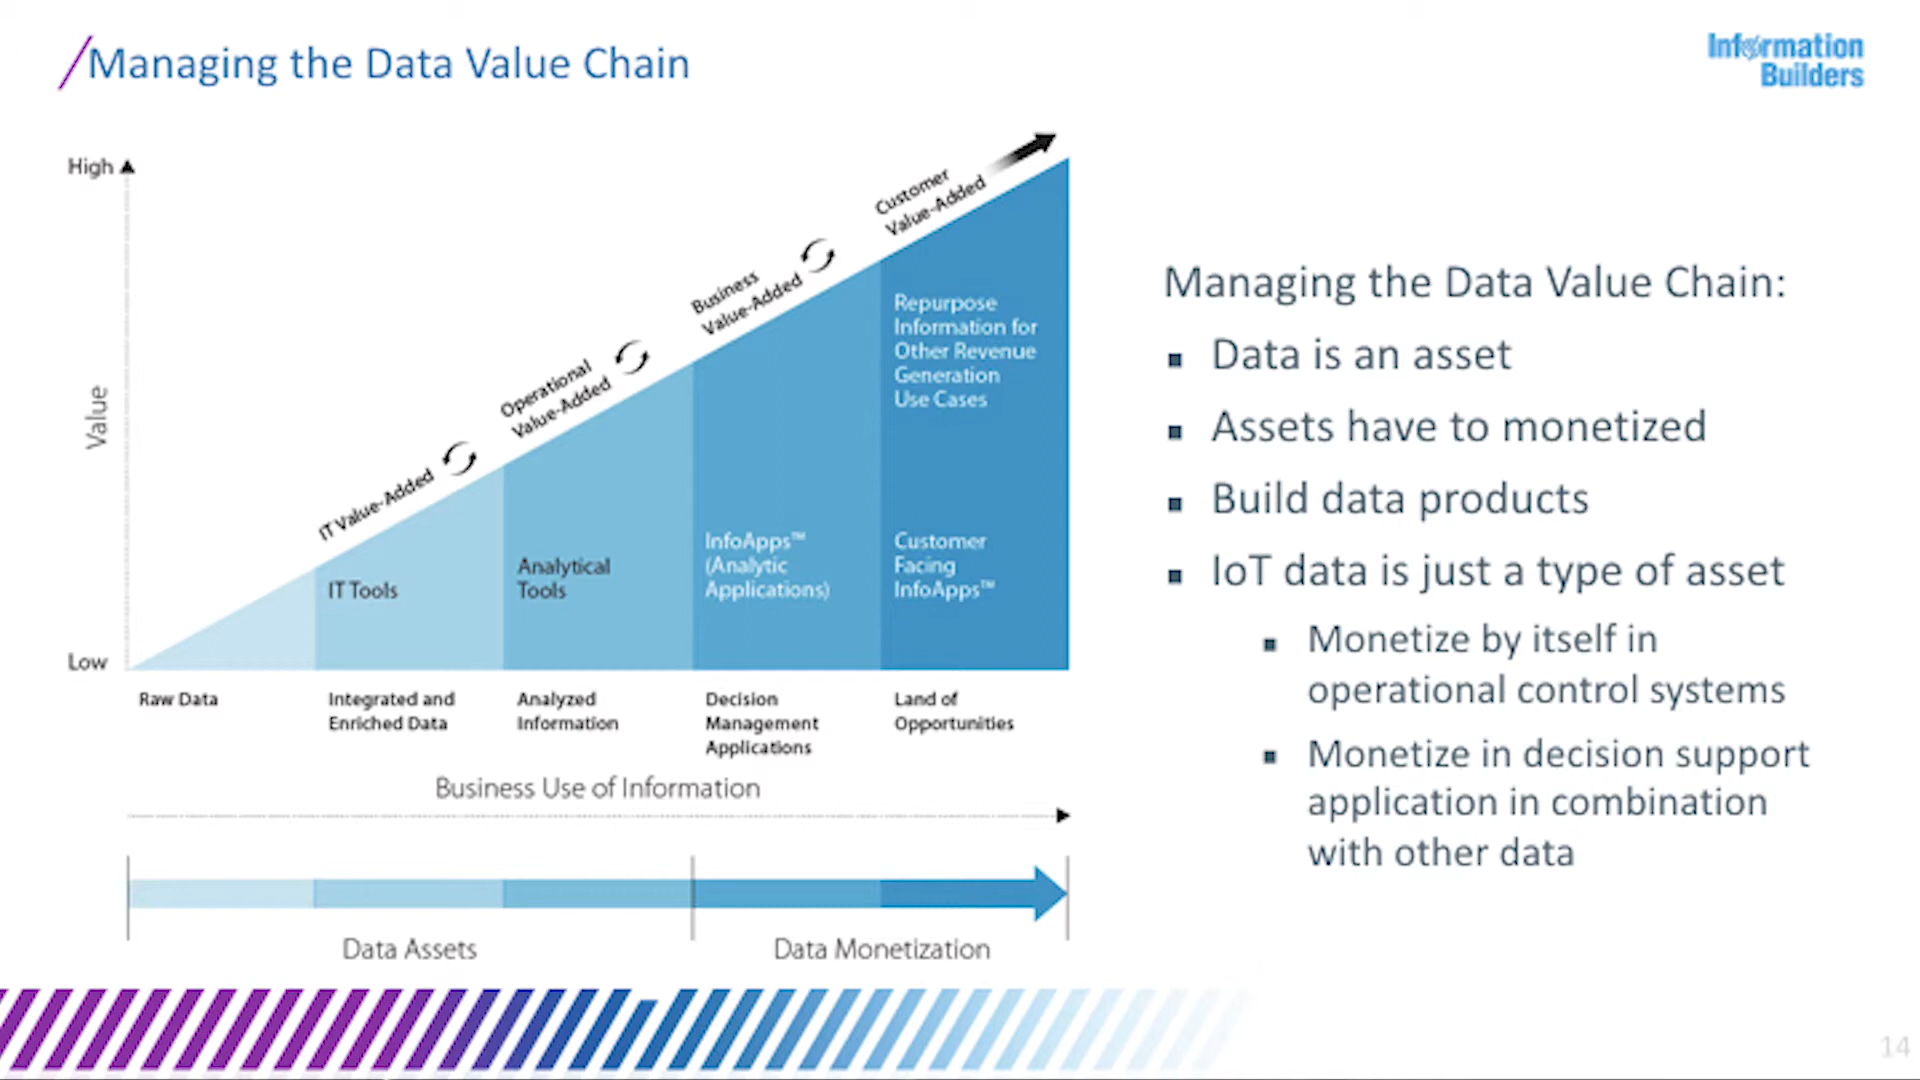 Managing the Data Value Chain
Information
Builders
High
Value
Low
IT Value-Added
Operational
Value-Added
Business
Value-Added
Customer
Value-Added
IT Tools
Analytical
Tools
InfoApps™
(Analytic
Applications)
Repurpose
Information for
Other Revenue
Generation
Use Cases
Customer
Facing
InfoApps™
Raw Data
Integrated and
Enriched Data
Analyzed
Information
Decision
Management
Applications
Land of
Opportunities
Business Use of Information
Data Assets
Data Monetization
Managing the Data Value Chain:
Data is an asset
Assets have to monetized
Build data products
IoT data is just a type of asset
Monetize by itself in
operational control systems
Monetize in decision support
application in combination
with other data
14